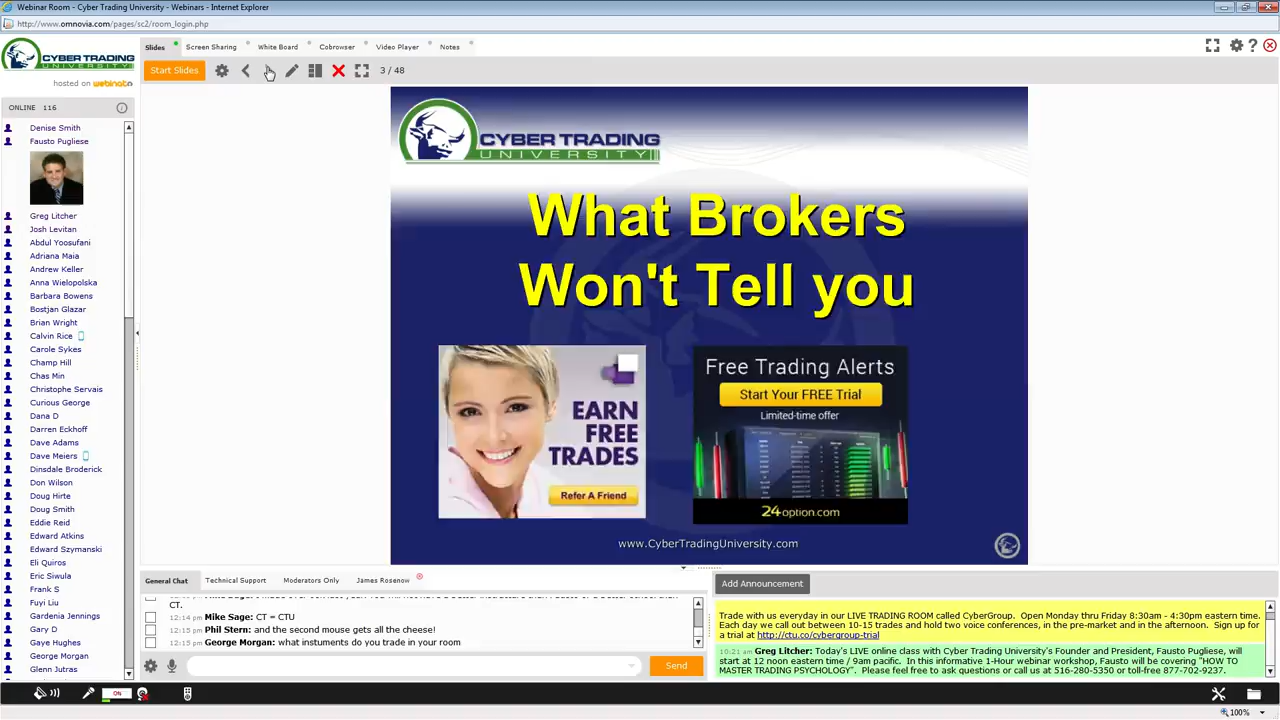 Webinar Room - Cyber Trading University - Webinars - Internet Explorer
http://www.omnovia.com/pages/sc2/room_login.php
CYBER TRADING
UNIVERSITY
hosted on webinato
Slides
Screen Sharing
White Board
Cobrowser
Video Player
Notes
Start Slides
3 / 48
ONLINE 116
Denise Smith
Fausto Pugliese
Greg Litcher
Josh Levitan
Abdul Yoosufani
Adriana Maia
Andrew Keller
Anna Wielopolska
Barbara Bowens
Bostjan Glazar
Brian Wright
Calvin Rice
Carole Sykes
Champ Hill
Chas Min
Christophe Servais
Curious George
Dana D
Darren Eckhoff
Dave Adams
Dave Meiers
Dinsdale Broderick
Don Wilson
Doug Hirte
Doug Smith
Eddie Reid
Edward Atkins
Edward Szymanski
Eli Quiros
Eric Siwula
Frank S
Fuyi Liu
Gardenia Jennings
Gary D
Gaye Hughes
George Morgan
Glenn Jutras
CYBER TRADING
UNIVERSITY
What Brokers
Won't Tell you
EARN
FREE
TRADES
Refer A Friend
Free Trading Alerts
Start Your FREE Trial
Limited-time offer
24option.com
www.CyberTradingUniversity.com
General Chat
Technical Support
Moderators Only
James Rosenow
CT.
12:14 pm Mike Sage: CT = CTU
12:15 pm Phil Stern: and the second mouse gets all the cheese!
12:15 pm George Morgan: what instuments do you trade in your room
Send
Add Announcement
Trade with us everyday in our LIVE TRADING ROOM called CyberGroup. Open Monday thru Friday 8:30am - 4:30pm eastern time.
Each day we call out between 10-15 trades and hold two voice conferences, in the pre-market and in the afternoon. Sign up for
a trial at http://ctu.co/cybergroup-trial
10:21 am Greg Litcher: Today's LIVE online class with Cyber Trading University's Founder and President, Fausto Pugliese, will
start at 12 noon eastern time / 9am pacific. In this informative 1-Hour webinar workshop, Fausto will be covering "HOW TO
MASTER TRADING PSYCHOLOGY". Please feel free to ask questions or call us at 516-280-5350 or toll-free 877-702-9237.
ON
100%